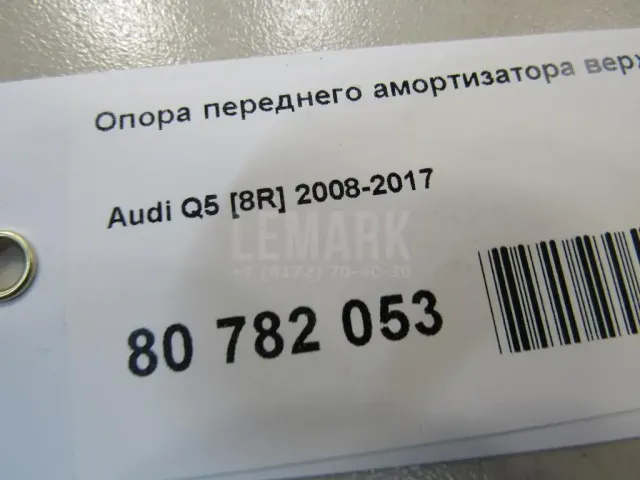 Опора переднего амортизатора верх
Audi Q5 [8R] 2008-2017
LEMARK
80 782 053